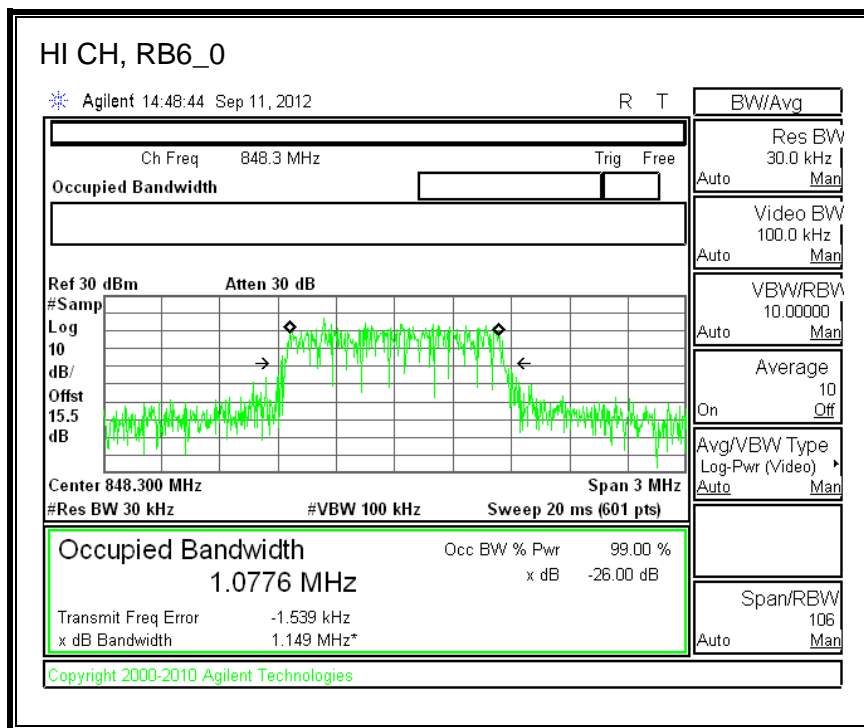 HI CH, RB6_0
Agilent 14:48:44 Sep 11, 2012 R T
BW/Avg
Ch Freq 848.3 MHz Trig Free
Occupied Bandwidth
Res BW
30.0 kHz
Auto Man
Video BW
100.0 kHz
Auto Man
VBW/RBW
10.00000
Auto Man
Average
10
On Off
Avg/VBW Type
Log-Pwr (Video)
Auto Man
Span/RBW
106
Auto Man
Ref 30 dBm Atten 30 dB
#Samp
Log
10
dB/
Offst
15.5
dB
Center 848.300 MHz Span 3 MHz
#Res BW 30 kHz #VBW 100 kHz Sweep 20 ms (601 pts)
Occupied Bandwidth Occ BW % Pwr 99.00 %
1.0776 MHz x dB -26.00 dB
Transmit Freq Error -1.539 kHz
x dB Bandwidth 1.149 MHz*
Copyright 2000-2010 Agilent Technologies